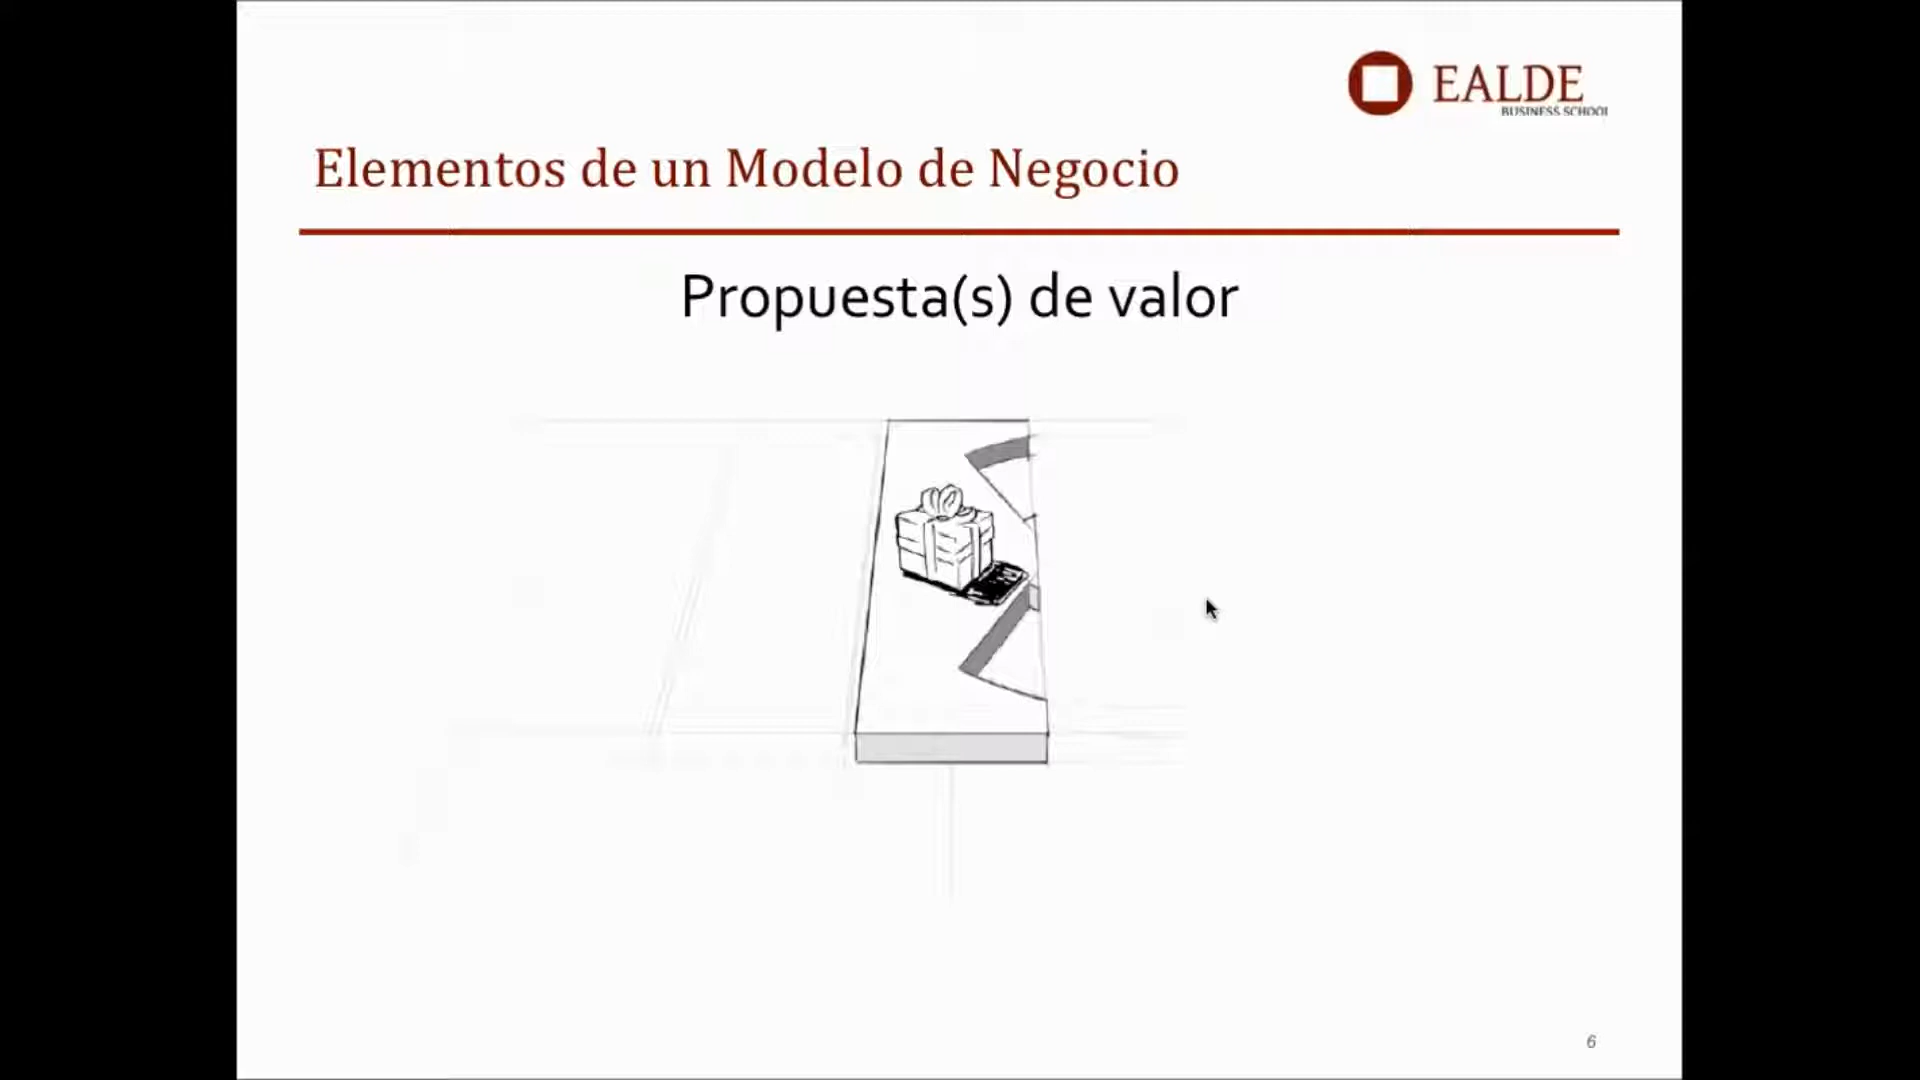 EALDE
BUSINESS SCHOOL
Elementos de un Modelo de Negocio
Propuesta(s) de valor
6